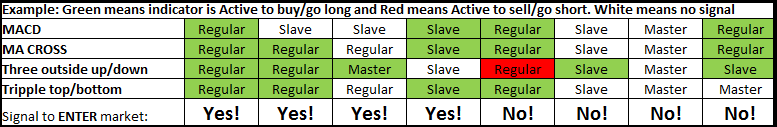 Example: Green means indicator is Active to buy/go long and Red means Active to sell/go short. White means no signal
MACD Regular Slave Slave Slave Regular Slave Master Regular
MA CROSS Regular Regular Regular Slave Regular Slave Master Regular
Three outside up/down Regular Regular Master Slave Regular Slave Master Slave
Tripple top/bottom Regular Regular Regular Slave Regular Slave Master Master
Signal to ENTER market: Yes! Yes! Yes! Yes! No! No! No! No!